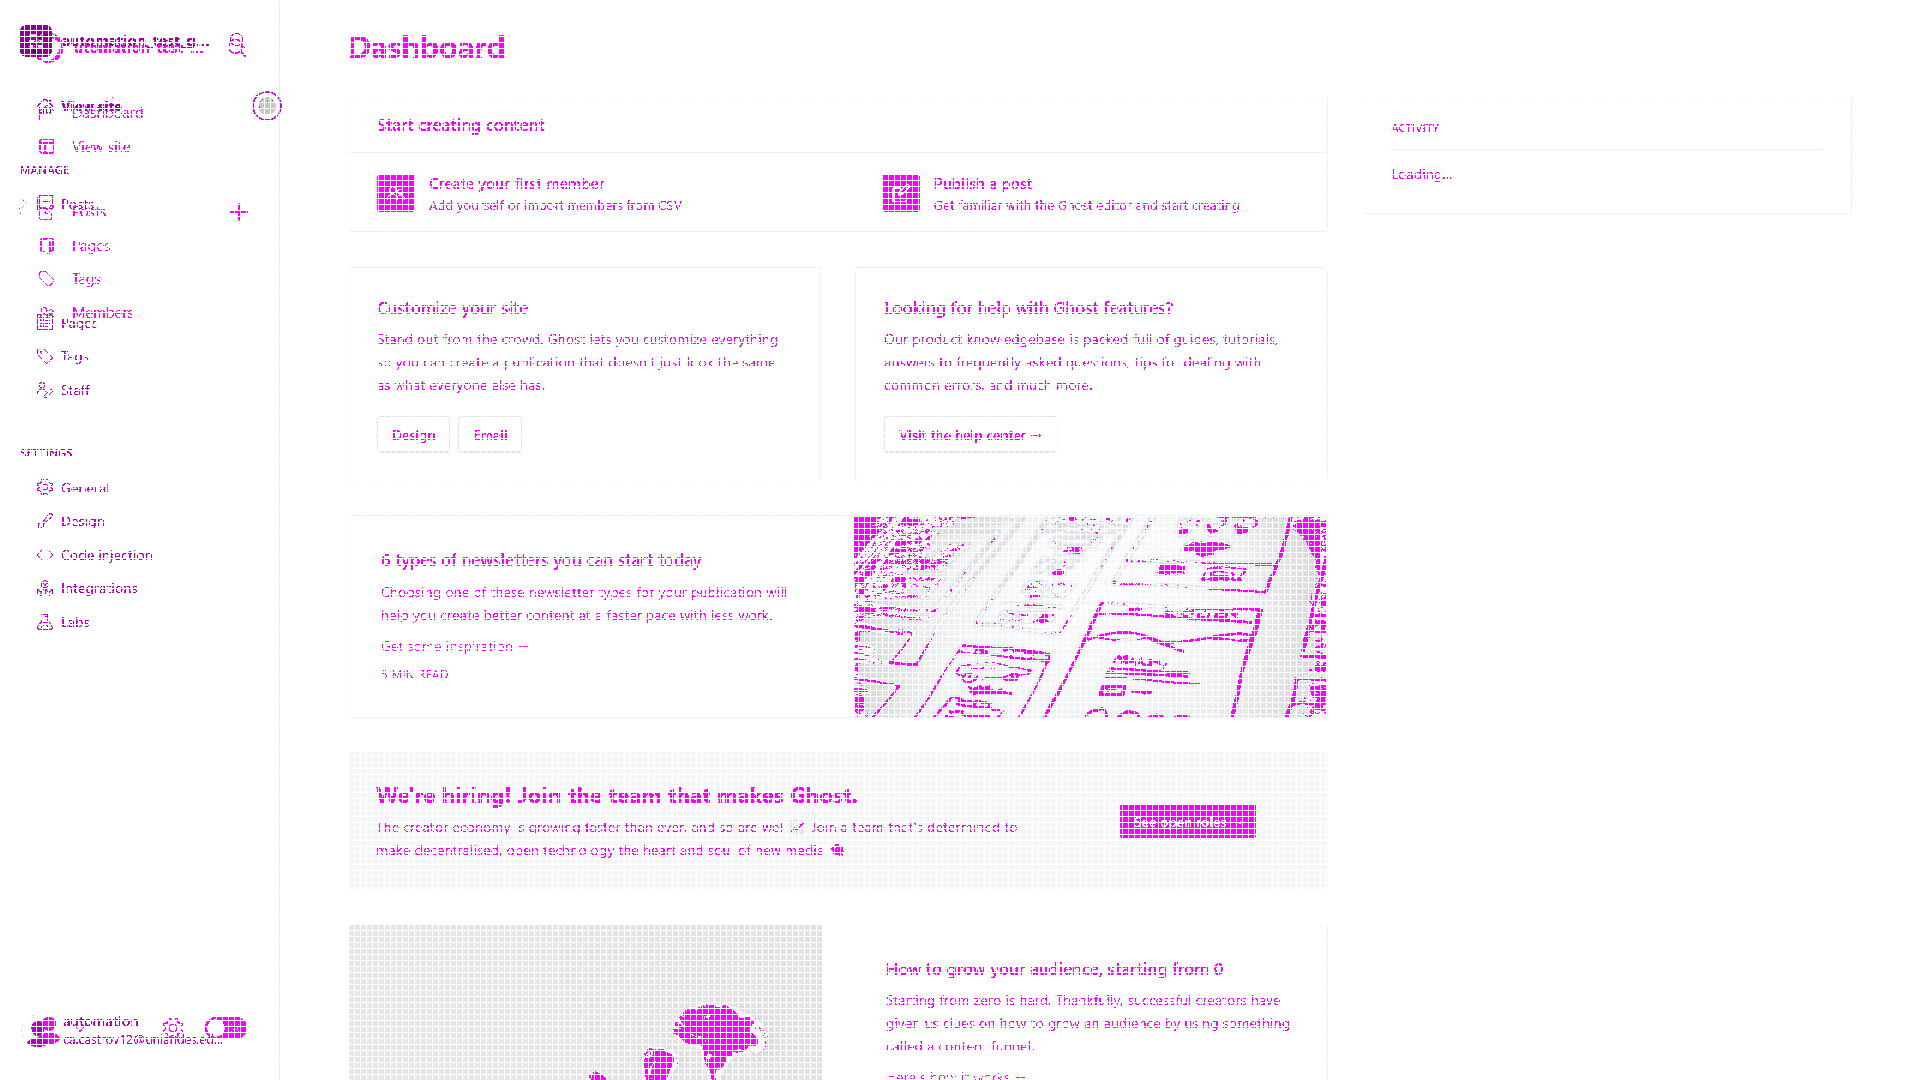 automation_test_g...
View site
Dashboard
View site
MANAGE
Posts
Posts
Pages
Tags
Members
Pages
Tags
Staff
SETTINGS
General
Design
Code injection
Integrations
Labs
automation
ca.castrov12@uniandes.ed...
Dashboard
Start creating content
Create your first member
Add yourself or import members from CSV
Publish a post
Get familiar with the Ghost editor and start creating
Customize your site
Stand out from the crowd. Ghost lets you customize everything
so you can create a publication that doesn't just look the same
as what everyone else has.
Design
Email
Looking for help with Ghost features?
Our product knowledgebase is packed full of guides, tutorials,
answers to frequently asked questions, tips for dealing with
common errors, and much more.
Visit the help center →
6 types of newsletters you can start today
Choosing one of these newsletter types for your publication will
help you create better content at a faster pace with less work.
Get some inspiration →
5 MIN READ
We're hiring! Join the team that makes Ghost.
The creator economy is growing faster than ever, and so are we! Join a team that's determined to
make decentralised, open technology the heart and soul of new media
See open roles
How to grow your audience, starting from 0
Starting from zero is hard. Thankfully, successful creators have
given us clues on how to grow an audience by using something
called a content funnel.
Here's how it works →
ACTIVITY
Loading...